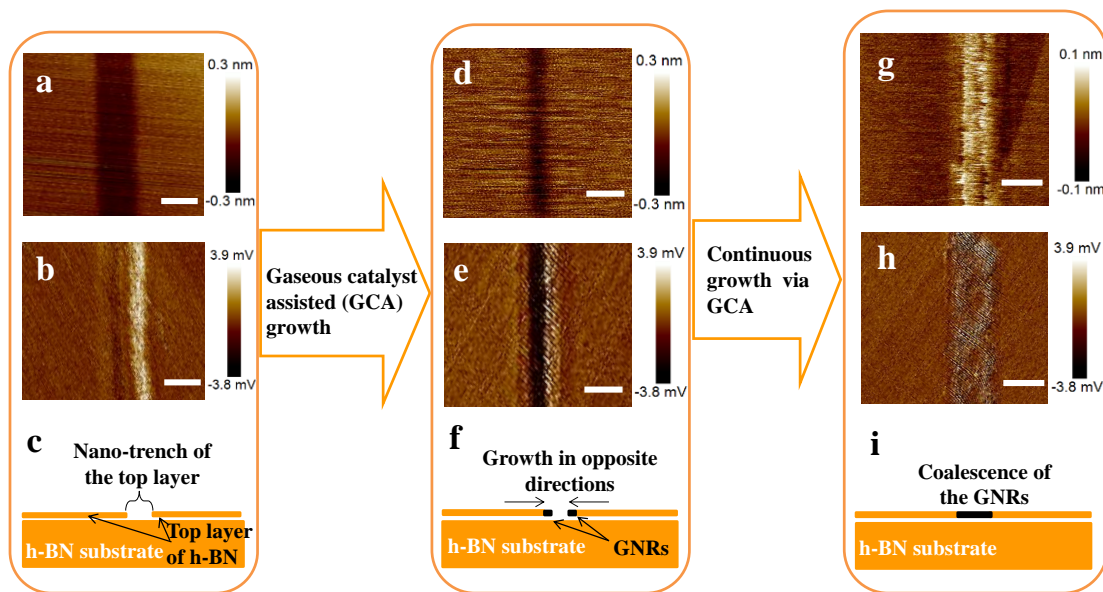 a
0.3 nm
-0.3 nm
b
3.9 mV
-3.8 mV
c
Nano-trench of
the top layer
Top layer
of h-BN
h-BN substrate
Gaseous catalyst
assisted (GCA)
growth
d
0.3 nm
-0.3 nm
e
3.9 mV
-3.8 mV
f
Growth in opposite
directions
h-BN substrate
GNRs
Continuous
growth via
GCA
g
0.1 nm
-0.1 nm
h
3.9 mV
-3.8 mV
i
Coalescence of
the GNRs
h-BN substrate